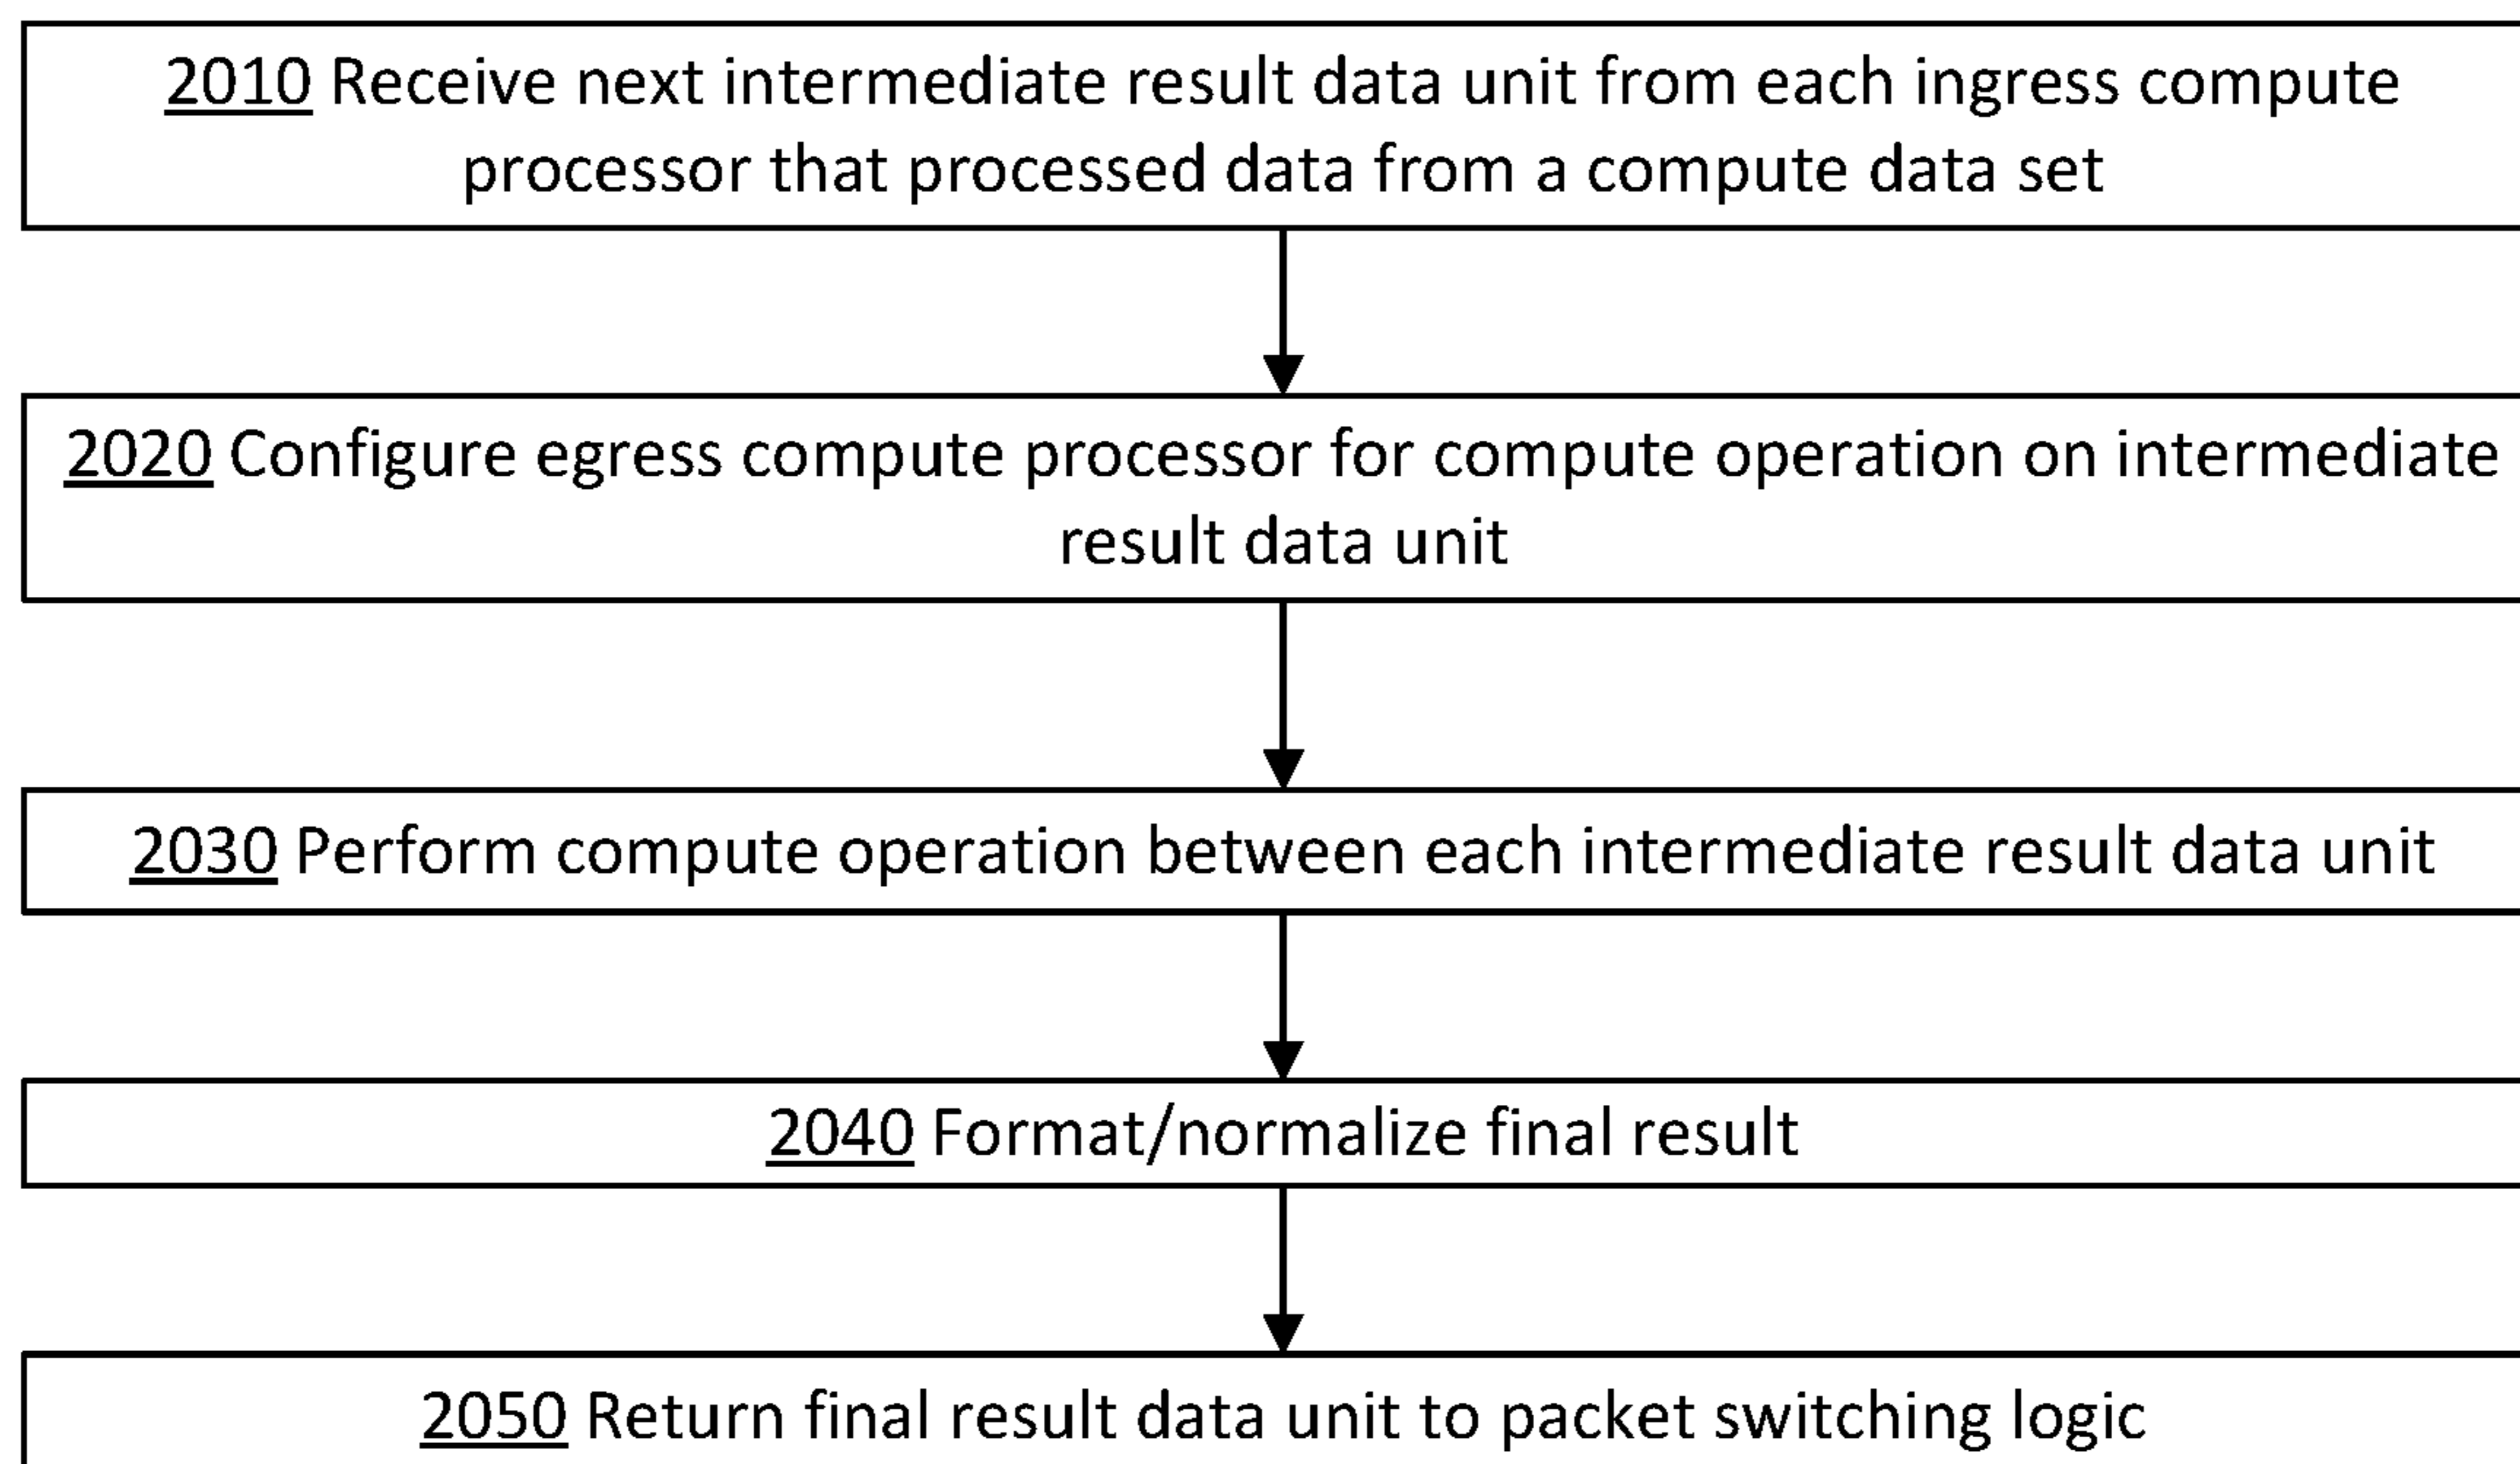 2010 Receive next intermediate result data unit from each ingress compute
processor that processed data from a compute data set
2020 Configure egress compute processor for compute operation on intermediate
result data unit
2030 Perform compute operation between each intermediate result data unit
2040 Format/normalize final result
2050 Return final result data unit to packet switching logic